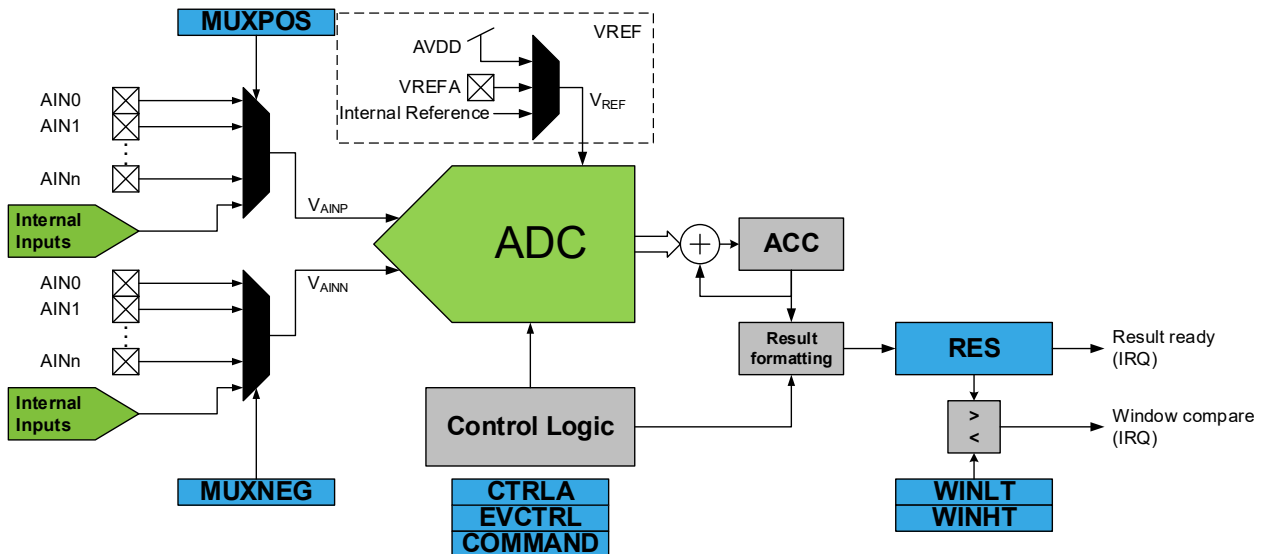 MUXPOS
VREF
AVDD
VREFA
Internal Reference
VREF
AIN0
AIN1
AINn
Internal
Inputs
VAINP
ADC
ACC
AIN0
AIN1
AINn
Internal
Inputs
VAINN
Result
formatting
RES
Result ready
(IRQ)
Control Logic
>
<
Window compare
(IRQ)
MUXNEG
CTRLA
EVCTRL
COMMAND
WINLT
WINHT